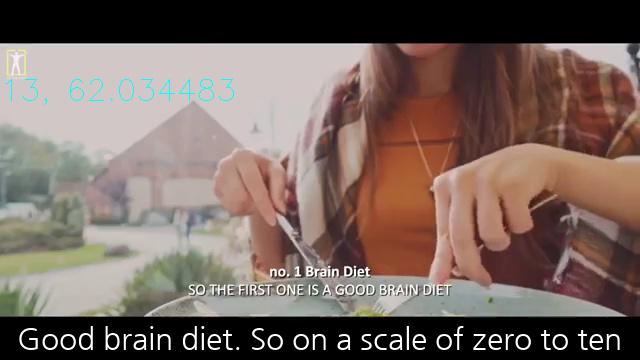 13, 62.034483
no. 1 Brain Diet
SO THE FIRST ONE IS A GOOD BRAIN DIET
Good brain diet. So on a scale of zero to ten